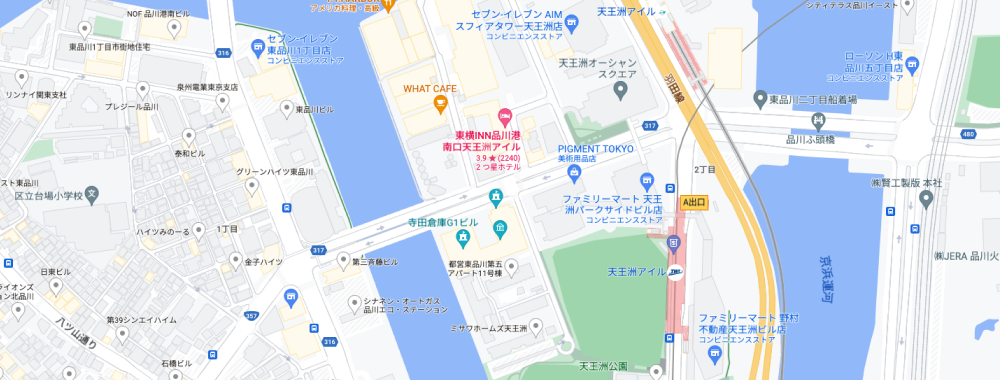 NOF 品川港南ビル
東品川1丁目市街地住宅
リンナイ関東支社
プレジール品川
泉州電業東京支店
セブン-イレブン
東品川1丁目店
コンビニエンスストア
316
アメリカ料理・高級
セブン-イレブン AIM
スフィアタワー天王洲店
コンビニエンスストア
天王洲アイル
シティテラス品川イースト
天王洲オーシャン
スクエア
羽田線
ローソン H東
品川五丁目店
コンビニエンスストア
東品川二丁目船着場
品川ふ頭橋
480
WHAT CAFE
東横INN品川港
南口天王洲アイル
3.9★(2240)
2 つ星ホテル
317
PIGMENT TOKYO
美術用品店
2丁目
東品川ビル
泰和ビル
グリーンハイツ東品川
スト東品川
区立台場小学校
ハイツみのーる
1丁目
317
金子ハイツ
ファミリーマート 天王
洲パークサイドビル店
コンビニエンスストア
A出口
㈱賢工製版 本社
㈱JERA 品川火
寺田倉庫G1ビル
都営東品川第五
アパート11号棟
第三斉藤ビル
天王洲アイル
京浜運河
日東ビル
ライオンズ
ョン北品川
八ツ山通り
第39シンエイハイム
357
316
シナネン・オートガス
品川エコ・ステーション
ミサワホームズ天王洲
ファミリーマート 野村
不動産天王洲ビル店
コンビニエンスストア
石橋ビル
天王洲公園